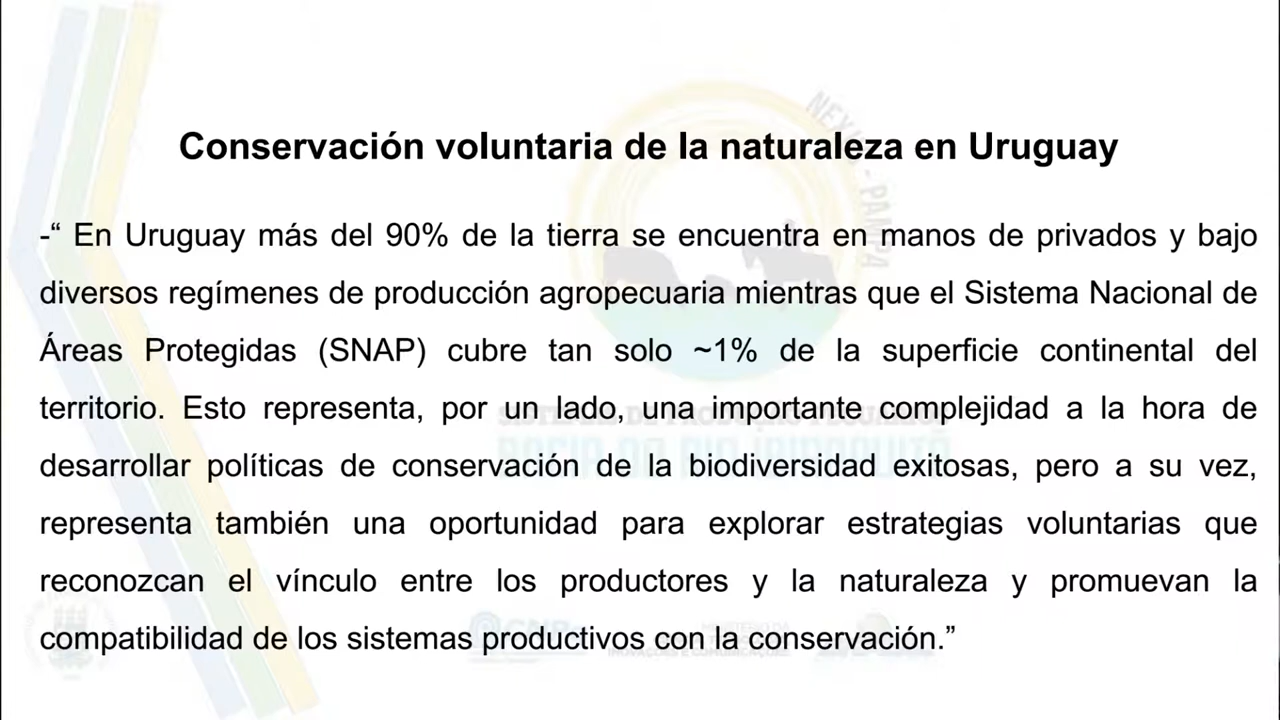 Conservación voluntaria de la naturaleza en Uruguay
-“ En Uruguay más del 90% de la tierra se encuentra en manos de privados y bajo
diversos regímenes de producción agropecuaria mientras que el Sistema Nacional de
Áreas Protegidas (SNAP) cubre tan solo ~1% de la superficie continental del
territorio. Esto representa, por un lado, una importante complejidad a la hora de
desarrollar políticas de conservación de la biodiversidad exitosas, pero a su vez,
representa también una oportunidad para explorar estrategias voluntarias que
reconozcan el vínculo entre los productores y la naturaleza y promuevan la
compatibilidad de los sistemas productivos con la conservación.”
PAMPA